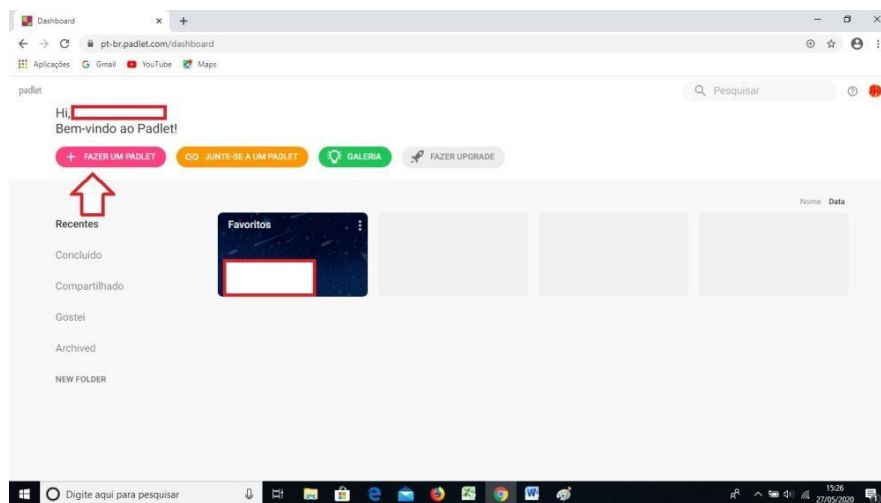 Dashboard
pt-br.padlet.com/dashboard
Aplicações Gmail YouTube Maps
padlet
Pesquisar
Hi,
Bem-vindo ao Padlet!
FAZER UM PADLET JUNTE-SE A UM PADLET GALERIA FAZER UPGRADE
Nome Data
Recentes
Favoritos
Concluído
Compartilhado
Gostei
Archived
NEW FOLDER
Digite aqui para pesquisar
15:26
27/05/2020